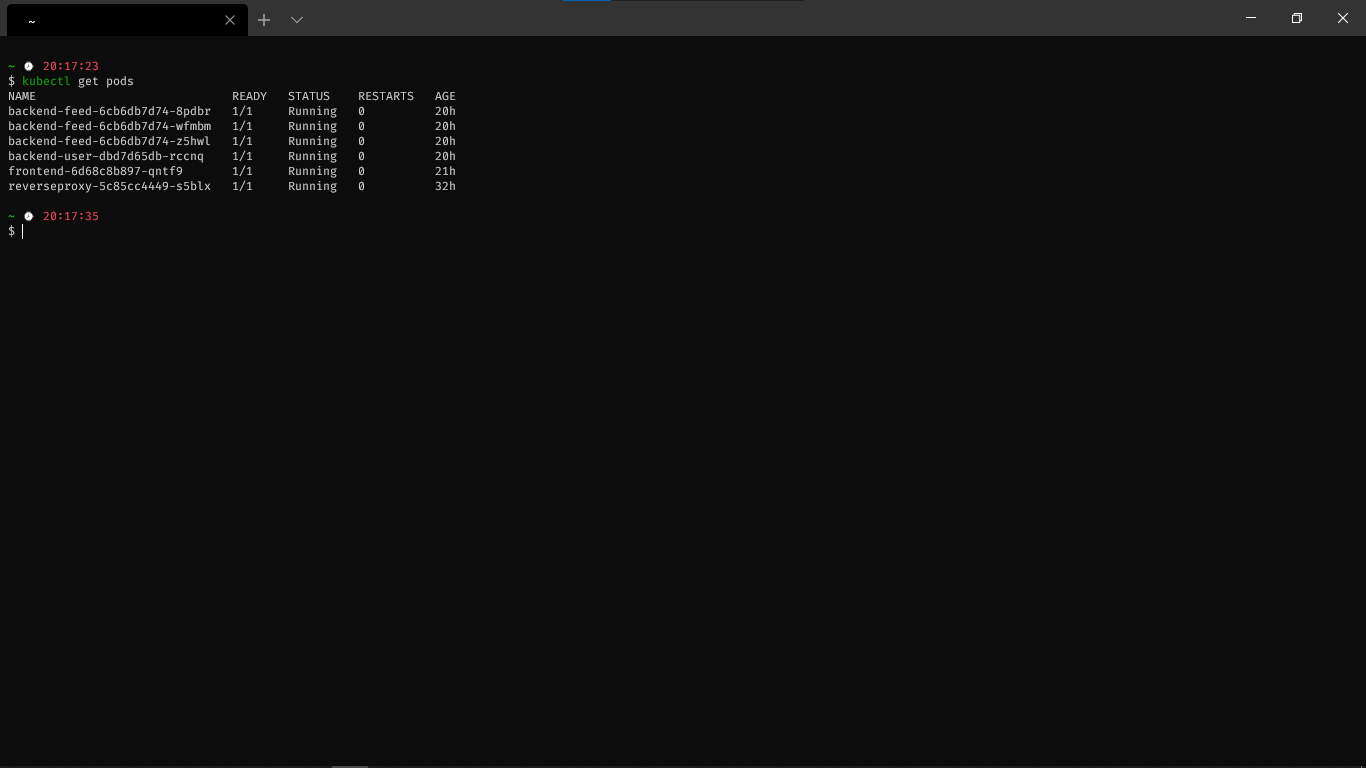 ~
~ 🕗 20:17:23
$ kubectl get pods
NAME                            READY   STATUS    RESTARTS   AGE
backend-feed-6cb6db7d74-8pdbr   1/1     Running   0          20h
backend-feed-6cb6db7d74-wfmbm   1/1     Running   0          20h
backend-feed-6cb6db7d74-z5hwl   1/1     Running   0          20h
backend-user-dbd7d65db-rccnq    1/1     Running   0          20h
frontend-6d68c8b897-qntf9       1/1     Running   0          21h
reverseproxy-5c85cc4449-s5blx   1/1     Running   0          32h
~ 🕗 20:17:35
$